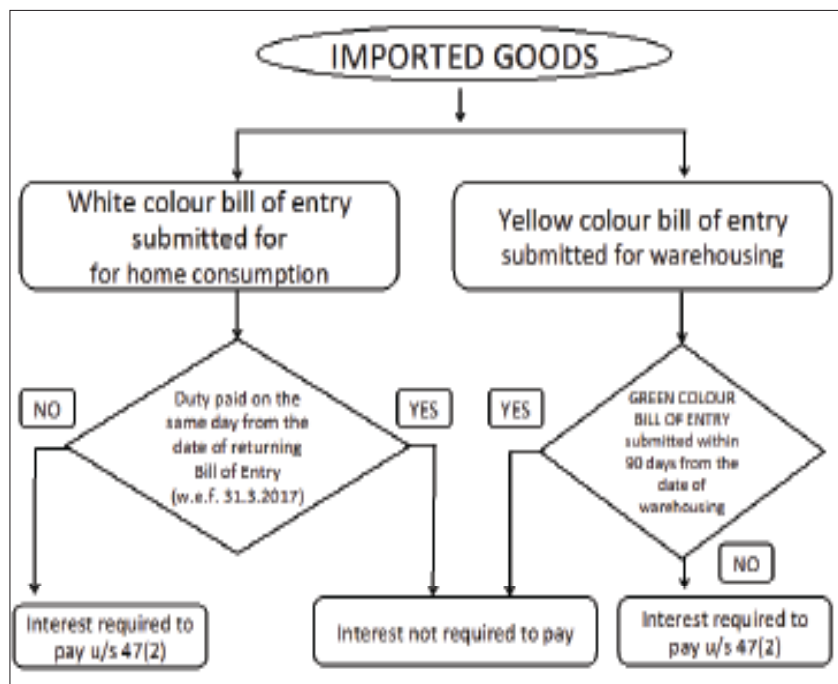 IMPORTED GOODS
White colour bill of entry
submitted for
for home consumption
Yellow colour bill of entry
submitted for warehousing
NO
Duty paid on the
same day from the
date of returning
Bill of Entry
(w.e.f. 31.3.2017)
YES
YES
GREEN COLOUR
BILL OF ENTRY
submitted within
90 days from the
date of
warehousing
NO
Interest required to
pay u/s 47(2)
Interest not required to pay
Interest required to
pay u/s 47(2)